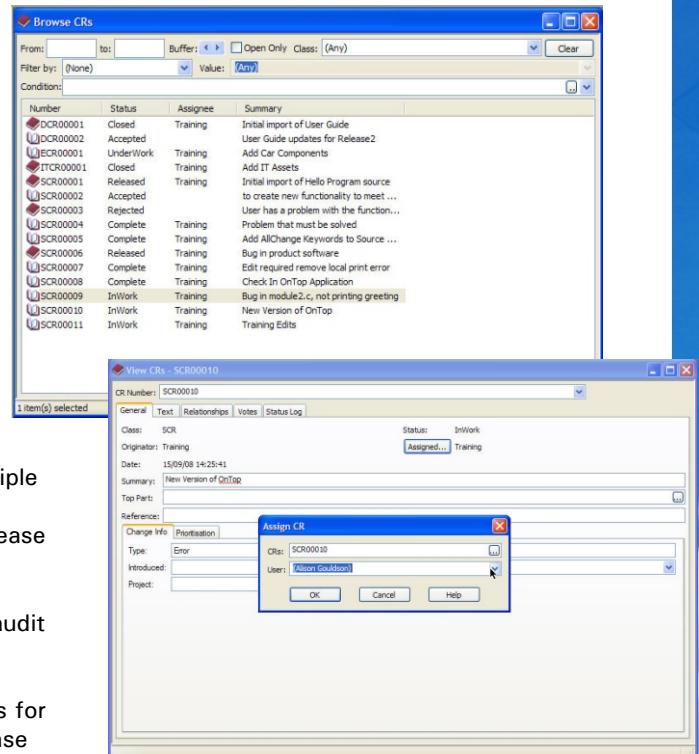 Browse CRs
From: to: Buffer: Open Only Class: (Any) Clear
Filter by: (None) Value: (Any)
Condition:
Number Status Assignee Summary
DCR00001 Closed Training Initial import of User Guide
DCR00002 Accepted User Guide updates for Release2
ECR00001 UnderWork Training Add Car Components
ITCR00001 Closed Training Add IT Assets
SCR00001 Released Training Initial import of Hello Program source
SCR00002 Accepted to create new functionality to meet ...
SCR00003 Rejected User has a problem with the function...
SCR00004 Complete Training Problem that must be solved
SCR00005 Complete Training Add AllChange Keywords to Source ...
SCR00006 Released Training Bug in product software
SCR00007 Complete Training Edit required remove local print error
SCR00008 Complete Training Check In OnTop Application
SCR00009 InWork Training Bug in module2.c, not printing greeting
SCR00010 InWork Training New Version of OnTop
SCR00011 InWork Training Training Edits
1 item(s) selected
View CRs - SCR00010
CR Number: SCR00010
General Text Relationships Votes Status Log
Class: SCR Status: InWork
Originator: Training Assigned... Training
Date: 15/09/08 14:25:41
Summary: New Version of OnTop
Top Part:
Reference:
Change Info Prioritisation
Type: Error
Introduced:
Project:
Assign CR
CRs: SCR00010
User: (Alison Gouldson)
OK Cancel Help
iple
ease
audit
s for
ase